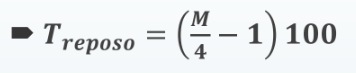 ➨ T_reposo = (M/4 − 1) 100